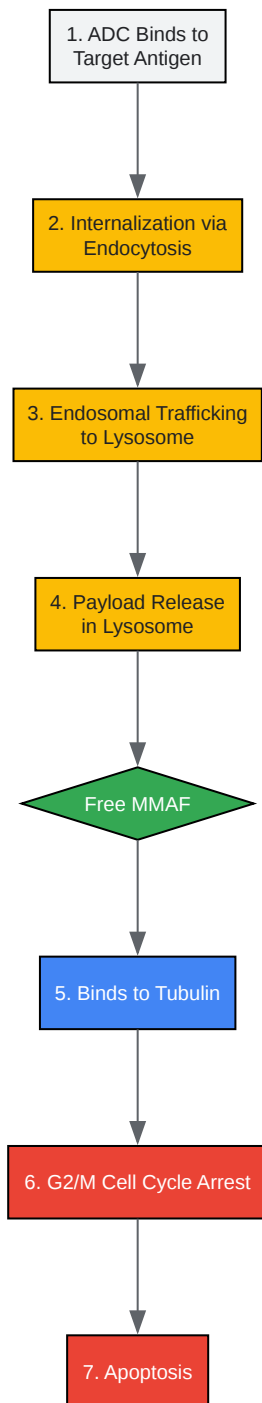 1. ADC Binds to
Target Antigen
2. Internalization via
Endocytosis
3. Endosomal Trafficking
to Lysosome
4. Payload Release
in Lysosome
Free MMAF
5. Binds to Tubulin
6. G2/M Cell Cycle Arrest
7. Apoptosis